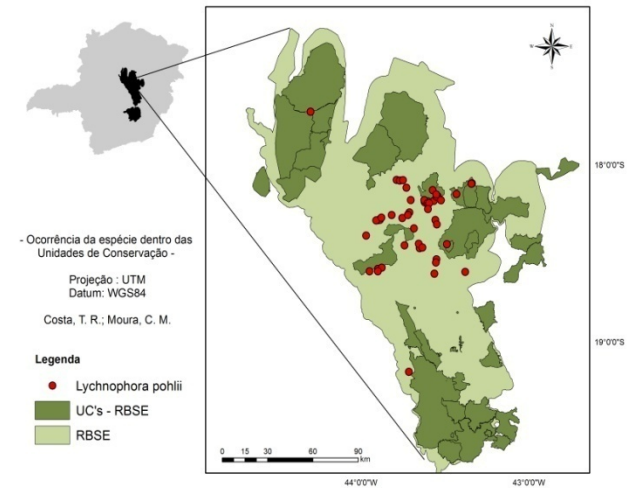 N
W
E
S
18°0'0"S
- Ocorrência da espécie dentro das
Unidades de Conservação -
Projeção : UTM
Datum: WGS84
Costa, T. R.; Moura, C. M.
19°0'0"S
Legenda
Lychnophora pohlii
UC's - RBSE
RBSE
0 15 30 60 90
km
44°0'0"W
43°0'0"W